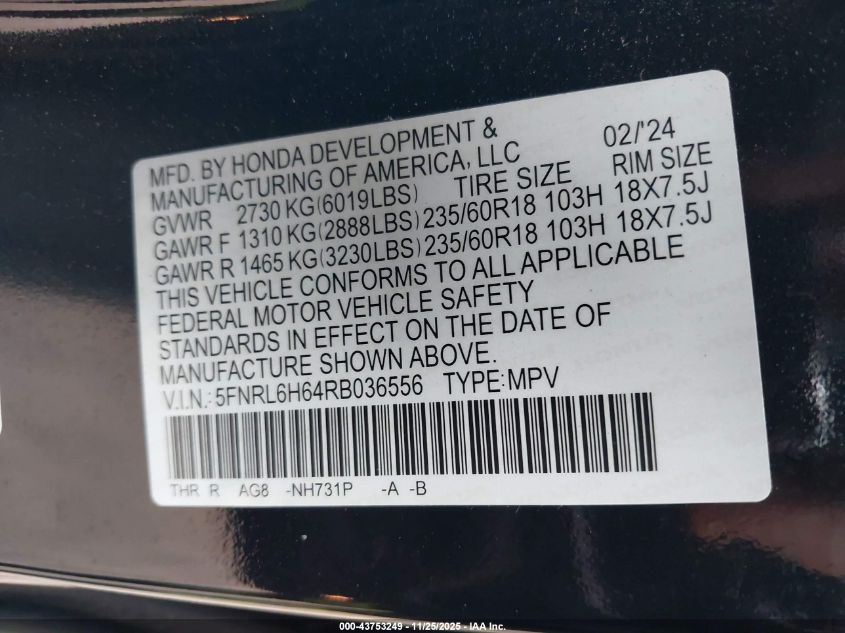 MFD. BY HONDA DEVELOPMENT & 02/'24
MANUFACTURING OF AMERICA, LLC RIM SIZE
GVWR 2730 KG(6019LBS) TIRE SIZE
GAWR F 1310 KG(2888LBS) 235/60R18 103H 18X7.5J
GAWR R 1465 KG(3230LBS) 235/60R18 103H 18X7.5J
THIS VEHICLE CONFORMS TO ALL APPLICABLE
FEDERAL MOTOR VEHICLE SAFETY
STANDARDS IN EFFECT ON THE DATE OF
MANUFACTURE SHOWN ABOVE.
V.I.N.: 5FNRL6H64RB036556 TYPE:MPV
THR R AG8 -NH731P -A -B
000-43753249 - 11/25/2025 - IAA Inc.